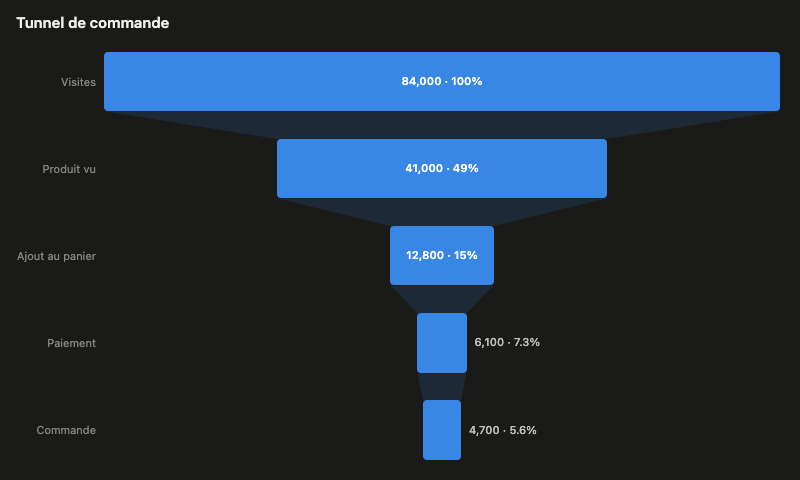 Tunnel de commande
Visites
84,000 · 100%
Produit vu
41,000 · 49%
Ajout au panier
12,800 · 15%
Paiement
6,100 · 7.3%
Commande
4,700 · 5.6%